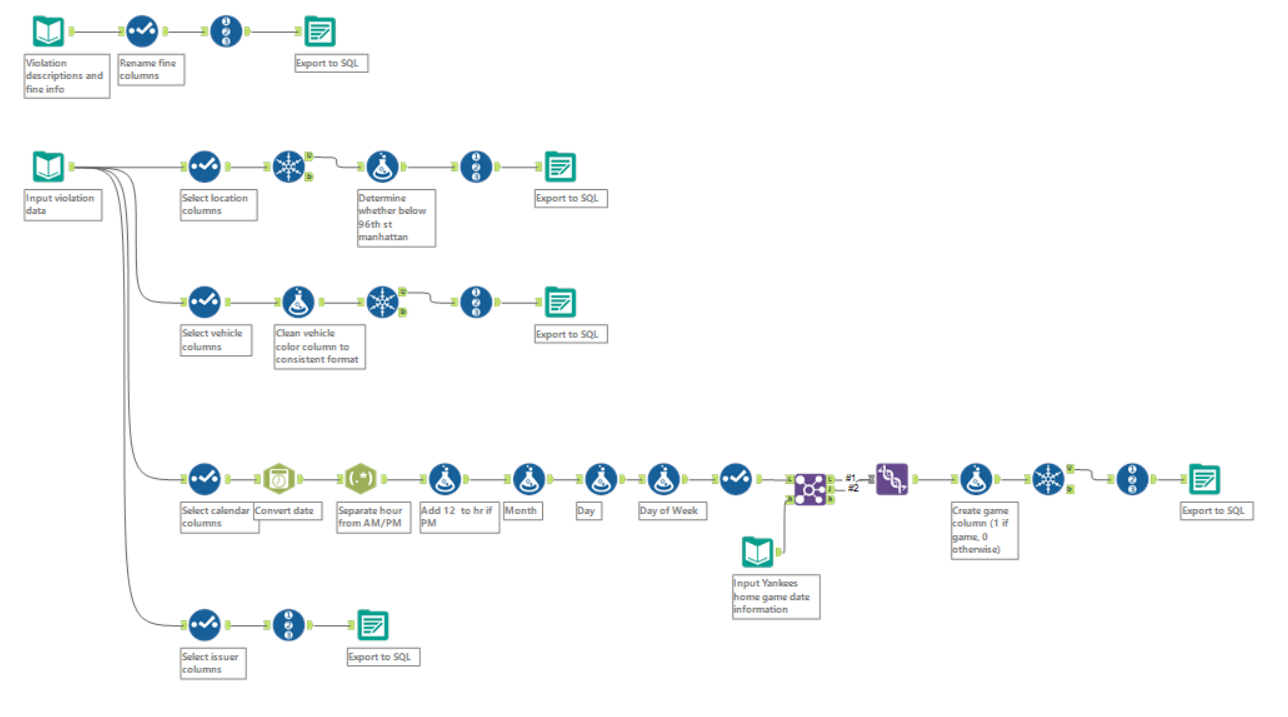 Violation
descriptions and
fine info
Rename fine
columns
Export to SQL
Input violation
data
Select location
columns
Determine
whether below
96th st
manhattan
Export to SQL
Select vehicle
columns
Clean vehicle
color column to
consistent format
Export to SQL
Select calendar
columns
Convert date
Separate hour
from AM/PM
Add 12 to hr if
PM
Month
Day
Day of Week
#1
#2
Input Yankees
home game date
information
Create game
column (1 if
game, 0
otherwise)
Export to SQL
Select issuer
columns
Export to SQL